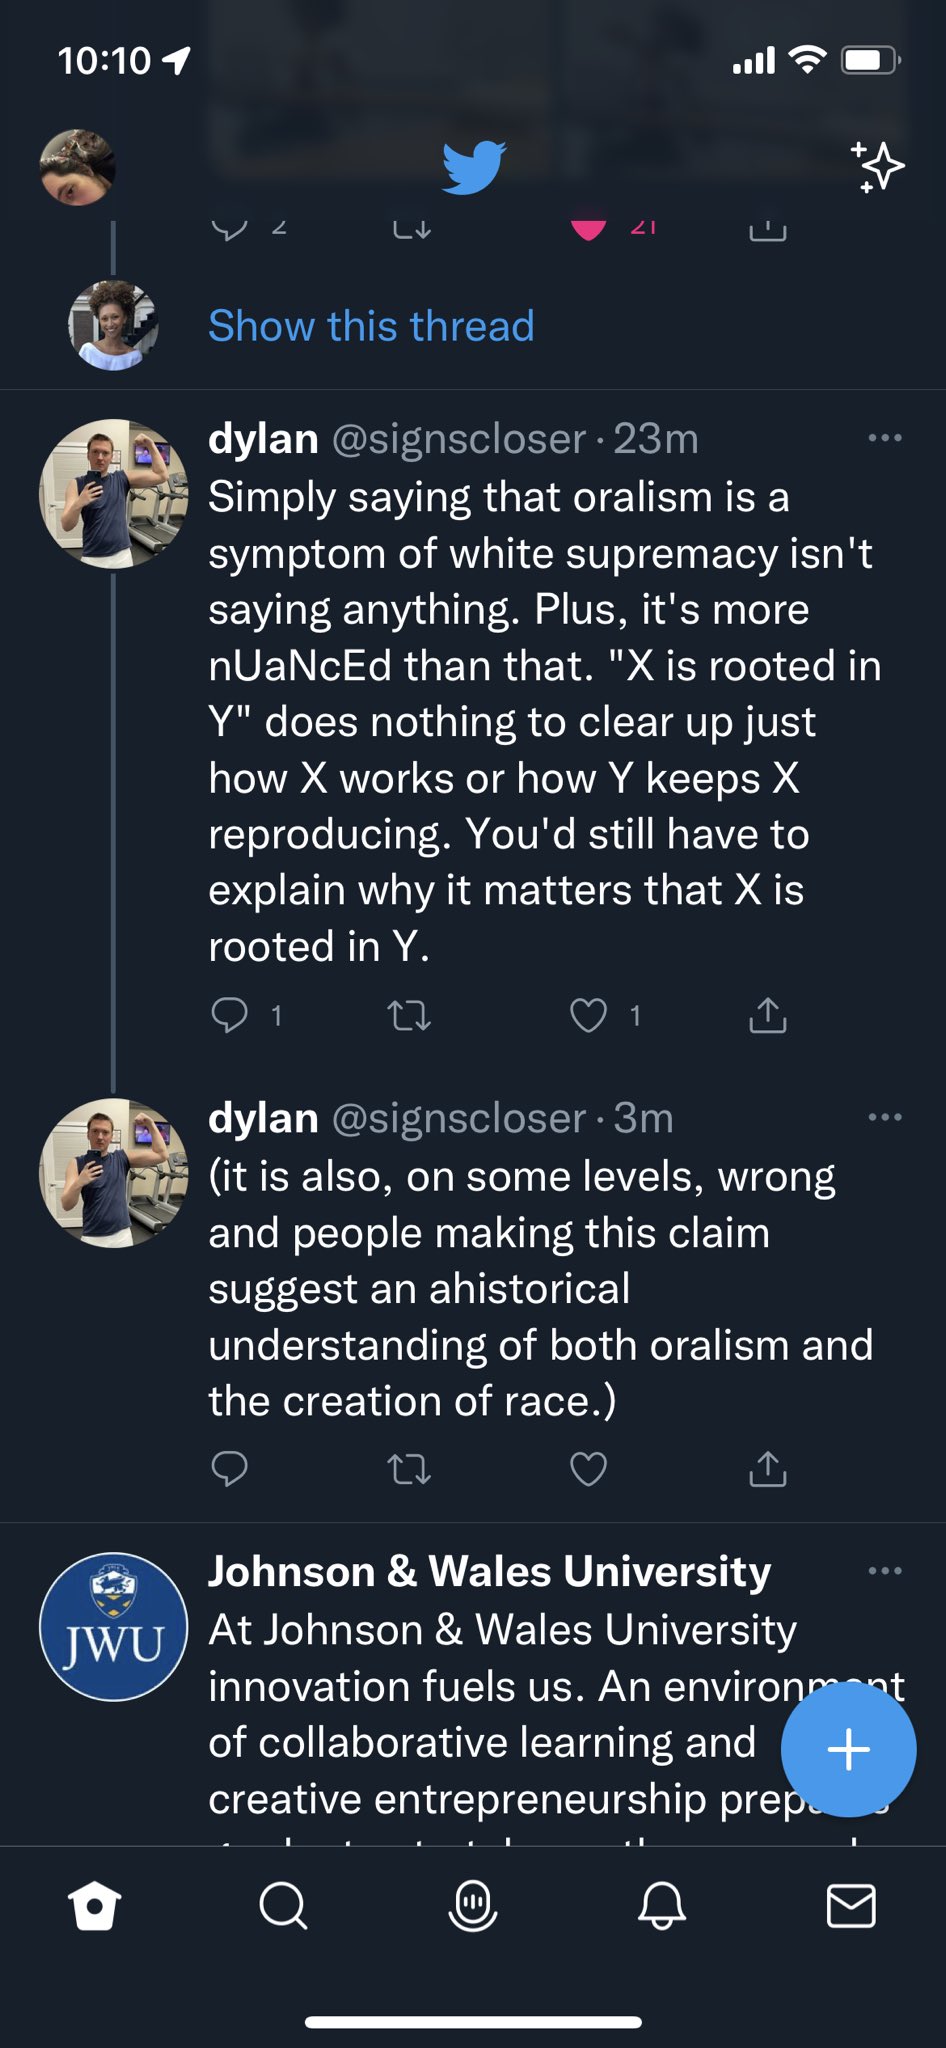 10:10
2 21
Show this thread
dylan @signscloser · 23m
Simply saying that oralism is a
symptom of white supremacy isn't
saying anything. Plus, it's more
nUaNcEd than that. "X is rooted in
Y" does nothing to clear up just
how X works or how Y keeps X
reproducing. You'd still have to
explain why it matters that X is
rooted in Y.
1 1
dylan @signscloser · 3m
(it is also, on some levels, wrong
and people making this claim
suggest an ahistorical
understanding of both oralism and
the creation of race.)
Johnson & Wales University
JWU
At Johnson & Wales University
innovation fuels us. An environment
of collaborative learning and
creative entrepreneurship prepares